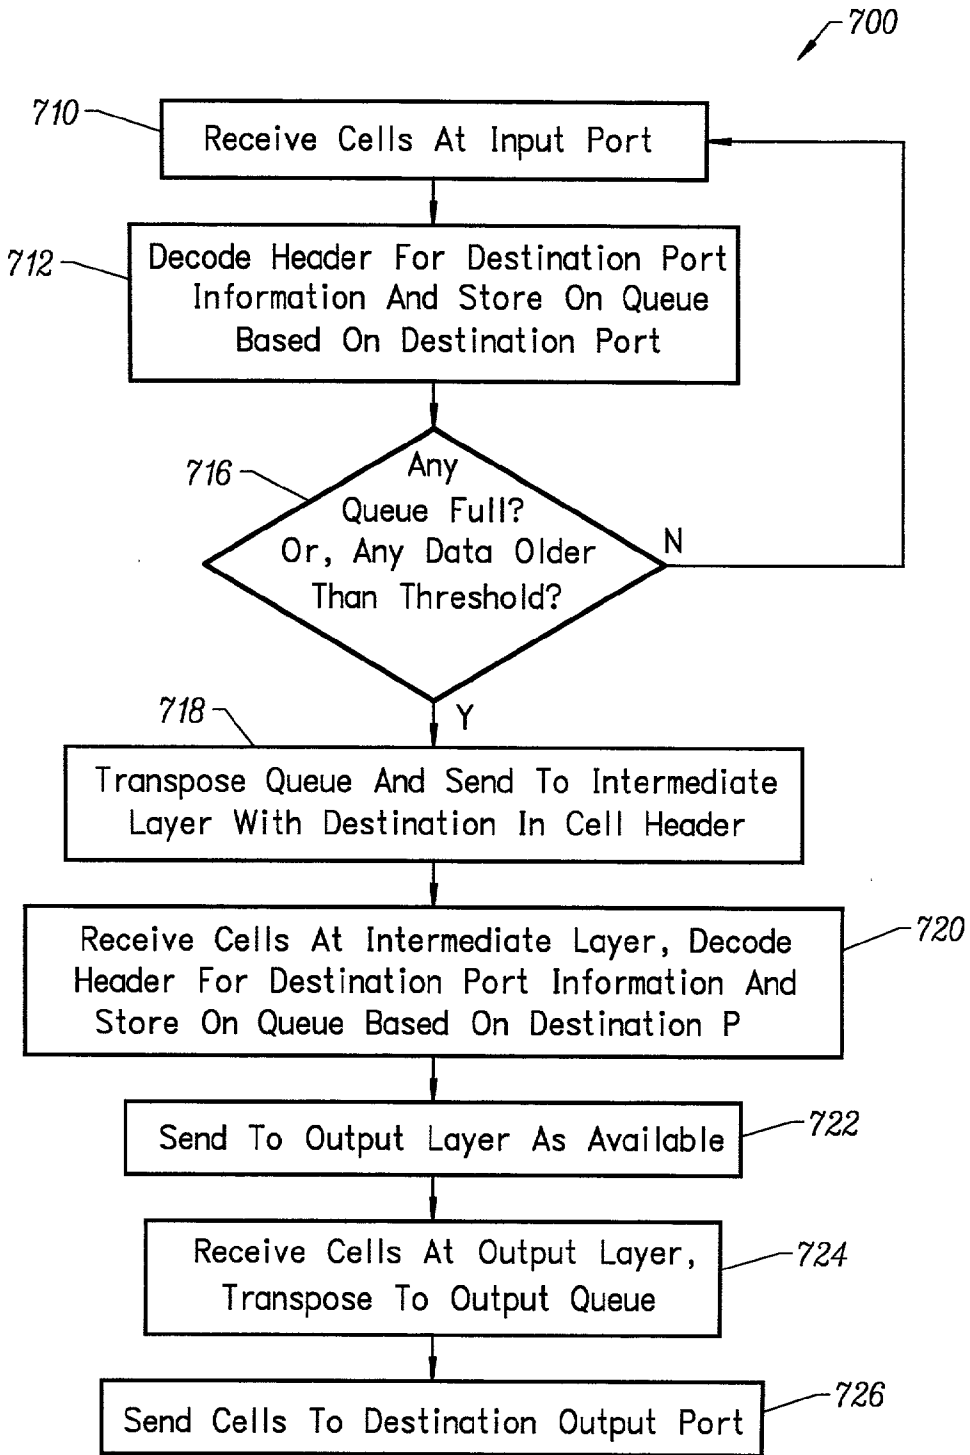 700
710
Receive Cells At Input Port
712
Decode Header For Destination Port
Information And Store On Queue
Based On Destination Port
716
Any
Queue Full?
Or, Any Data Older
Than Threshold?
N
Y
718
Transpose Queue And Send To Intermediate
Layer With Destination In Cell Header
720
Receive Cells At Intermediate Layer, Decode
Header For Destination Port Information And
Store On Queue Based On Destination P
722
Send To Output Layer As Available
724
Receive Cells At Output Layer,
Transpose To Output Queue
726
Send Cells To Destination Output Port